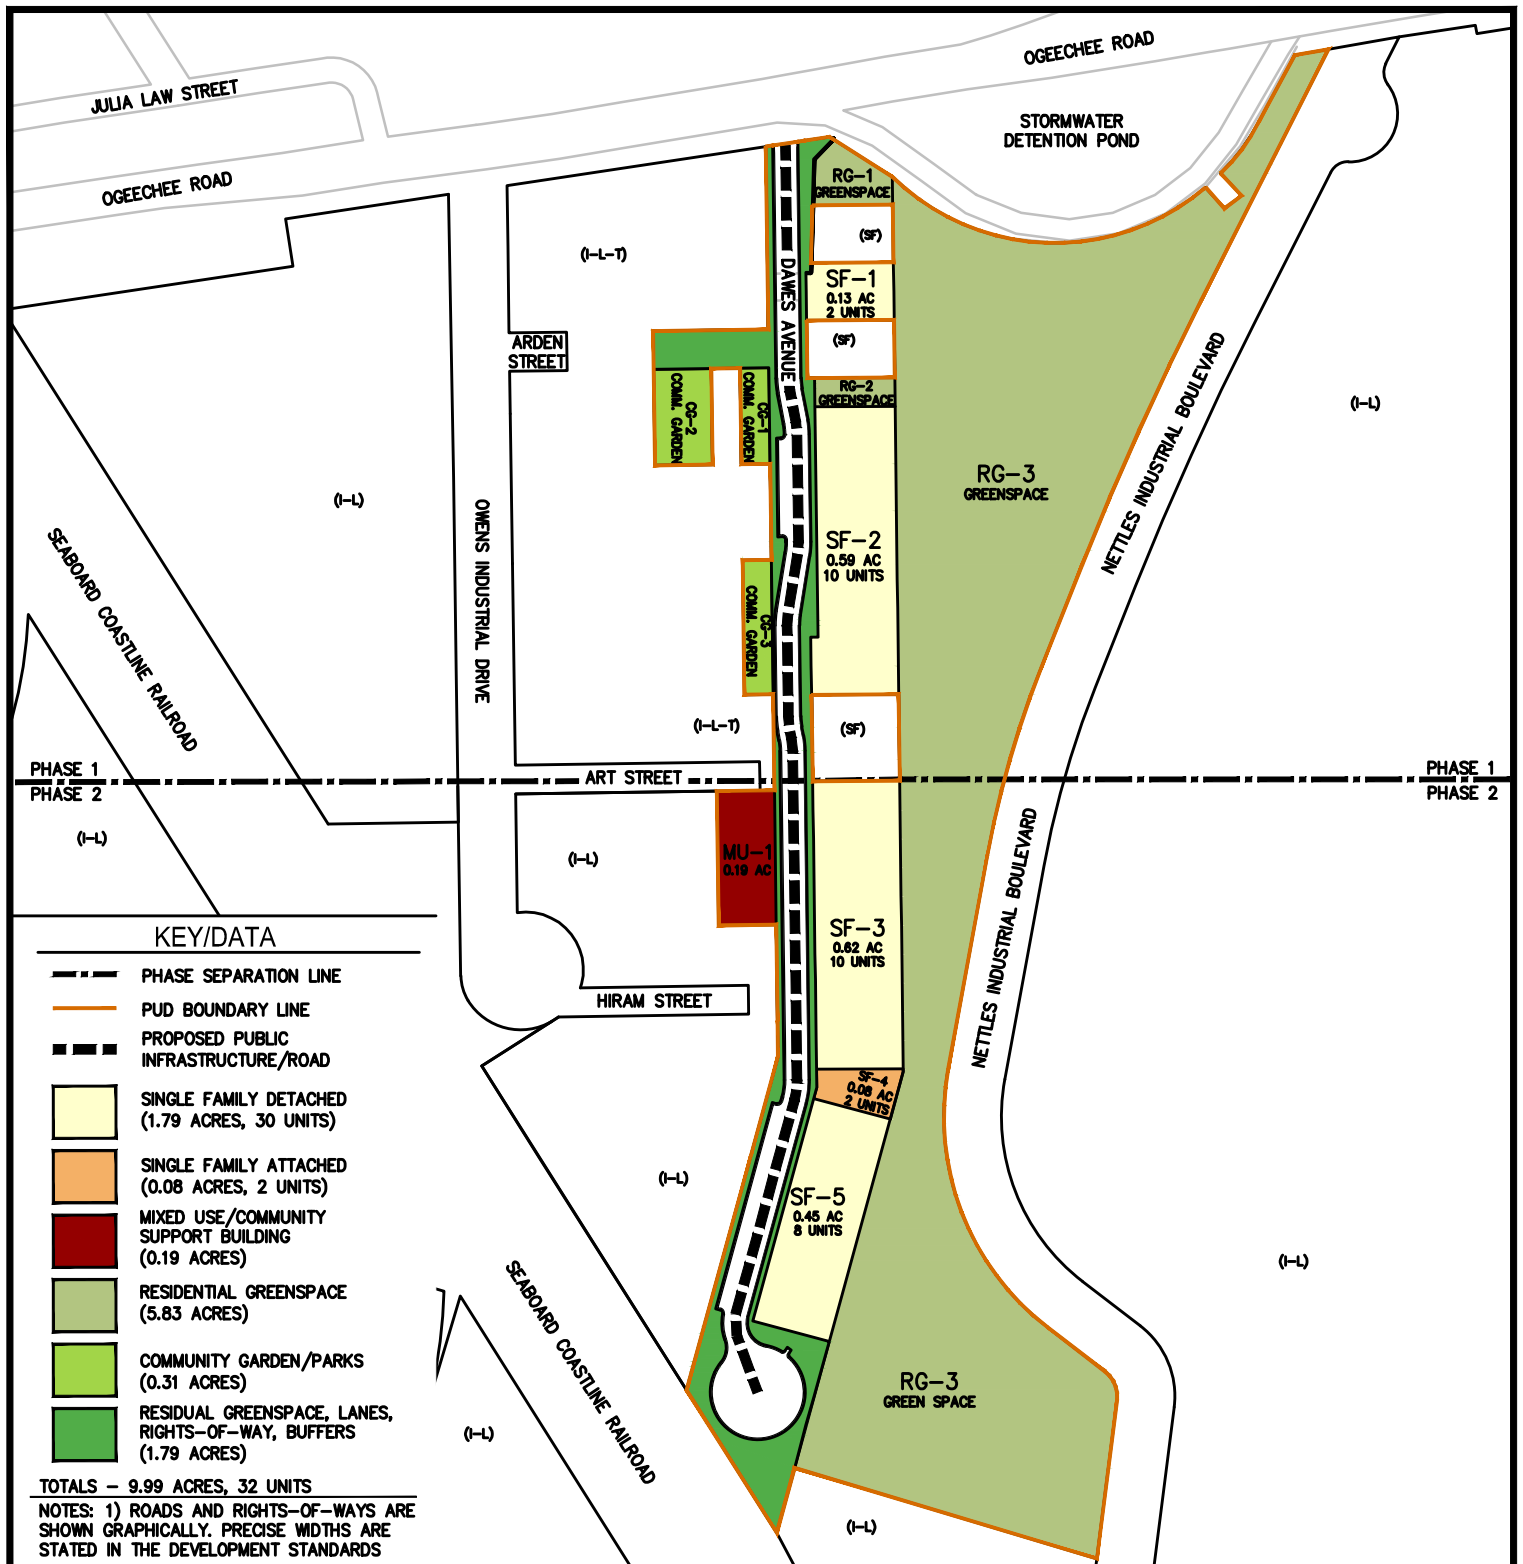 OGEECHEE ROAD
JULIA LAW STREET
STORMWATER
DETENTION POND
OGEECHEE ROAD
RG-1
GREENSPACE
(SF)
(I-L-T)
DAWES AVENUE
SF-1
0.13 AC
2 UNITS
(SF)
ARDEN
STREET
RG-2
GREENSPACE
CG-2
COMM. GARDEN
CG-1
COMM. GARDEN
NETTLES INDUSTRIAL BOULEVARD
(I-L)
RG-3
GREENSPACE
(I-L)
OWENS INDUSTRIAL DRIVE
SEABOARD COASTLINE RAILROAD
SF-2
0.59 AC
10 UNITS
CG-3
COMM. GARDEN
(I-L-T)
(SF)
PHASE 1
PHASE 2
ART STREET
PHASE 1
PHASE 2
(I-L)
(I-L)
MU-1
0.19 AC
NETTLES INDUSTRIAL BOULEVARD
SF-3
0.62 AC
10 UNITS
HIRAM STREET
SF-4
0.08 AC
2 UNITS
(I-L)
SF-5
0.45 AC
8 UNITS
(I-L)
SEABOARD COASTLINE RAILROAD
RG-3
GREEN SPACE
(I-L)
(I-L)
KEY/DATA
PHASE SEPARATION LINE
PUD BOUNDARY LINE
PROPOSED PUBLIC
INFRASTRUCTURE/ROAD
SINGLE FAMILY DETACHED
(1.79 ACRES, 30 UNITS)
SINGLE FAMILY ATTACHED
(0.08 ACRES, 2 UNITS)
MIXED USE/COMMUNITY
SUPPORT BUILDING
(0.19 ACRES)
RESIDENTIAL GREENSPACE
(5.83 ACRES)
COMMUNITY GARDEN/PARKS
(0.31 ACRES)
RESIDUAL GREENSPACE, LANES,
RIGHTS-OF-WAY, BUFFERS
(1.79 ACRES)
TOTALS - 9.99 ACRES, 32 UNITS
NOTES: 1) ROADS AND RIGHTS-OF-WAYS ARE
SHOWN GRAPHICALLY. PRECISE WIDTHS ARE
STATED IN THE DEVELOPMENT STANDARDS